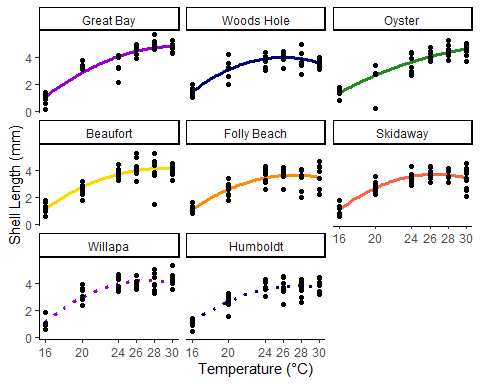 Great Bay Woods Hole Oyster
4
2
0
Beaufort Folly Beach Skidaway
4
2
0
16 20 24 26 28 30
Willapa Humboldt
4
2
0
16 20 24 26 28 30 16 20 24 26 28 30
Shell Length (mm)
Temperature (°C)